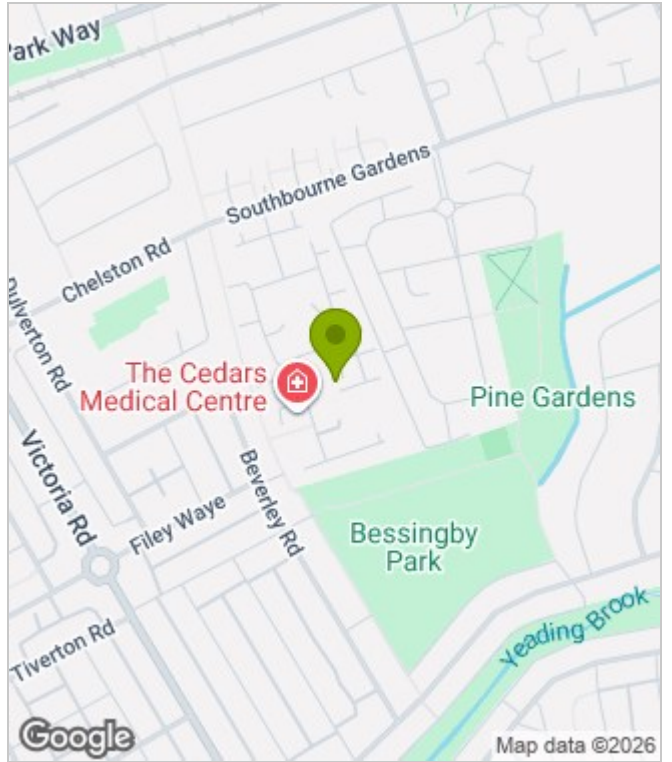 Park Way
Southbourne Gardens
Chelston Rd
Dulverton Rd
The Cedars
Medical Centre
Pine Gardens
Victoria Rd
Beverley Rd
Filey Waye
Bessingby
Park
Tiverton Rd
Yeading Brook
Google
Map data ©2026